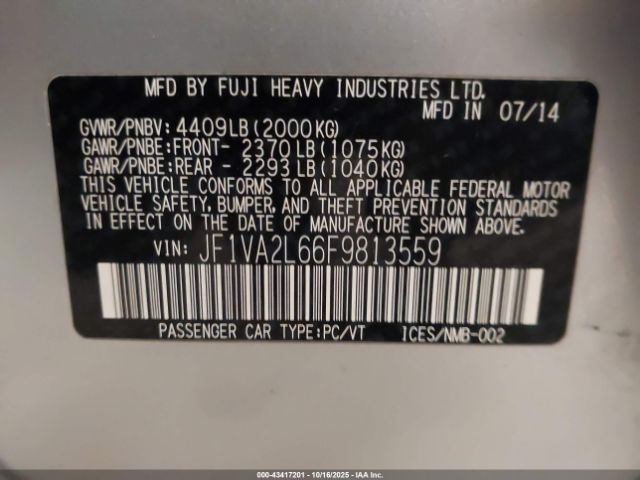 MFD BY FUJI HEAVY INDUSTRIES LTD.
MFD IN 07/14
GVWR/PNBV: 4409LB(2000KG)
GAWR/PNBE:FRONT- 2370LB(1075KG)
GAWR/PNBE:REAR - 2293LB(1040KG)
THIS VEHICLE CONFORMS TO ALL APPLICABLE FEDERAL MOTOR
VEHICLE SAFETY, BUMPER, AND THEFT PREVENTION STANDARDS
IN EFFECT ON THE DATE OF MANUFACTURE SHOWN ABOVE.
VIN: JF1VA2L66F9813559
PASSENGER CAR TYPE:PC/VT ICES/NMB-002
000-43417201 - 10/16/2025 - IAA Inc.